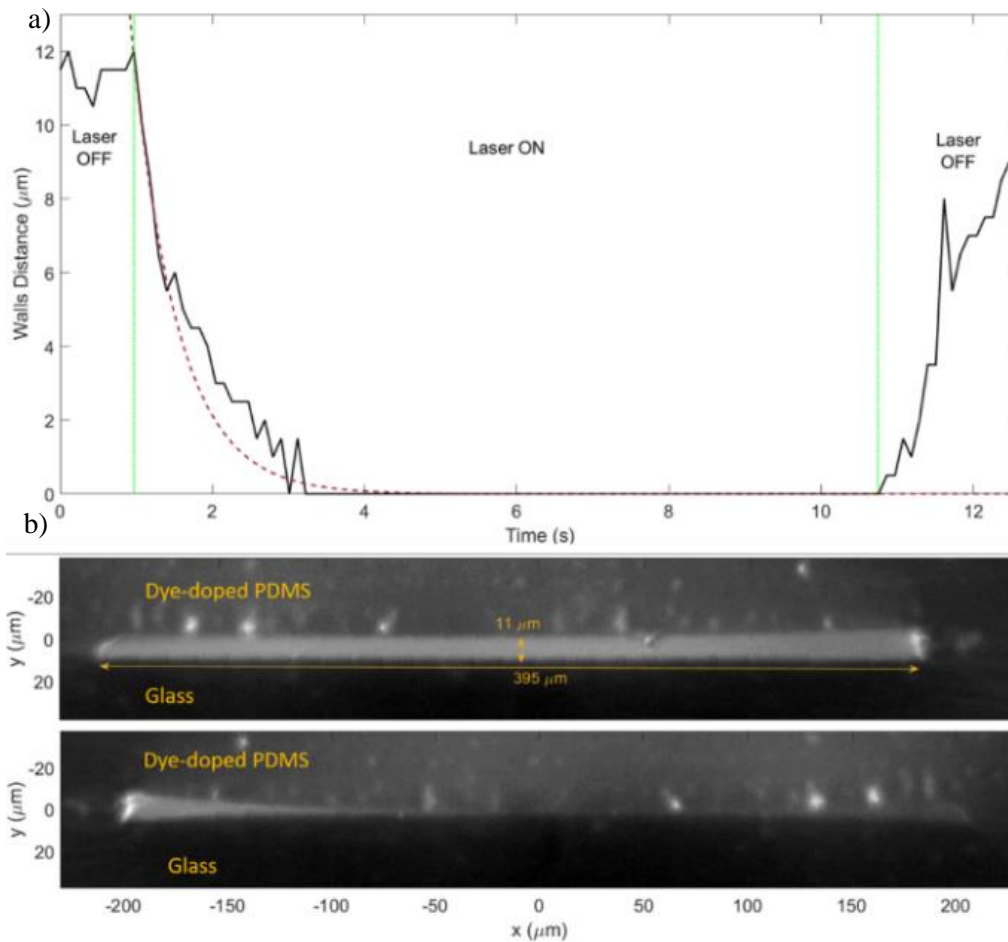 a)
12
10
8
6
4
2
0
Walls Distance (μm)
Laser
OFF
Laser ON
Laser
OFF
0
2
4
6
8
10
12
Time (s)
b)
-20
0
20
y (μm)
Dye-doped PDMS
11 μm
395 μm
Glass
-20
0
20
y (μm)
Dye-doped PDMS
Glass
-200
-150
-100
-50
0
50
100
150
200
x (μm)